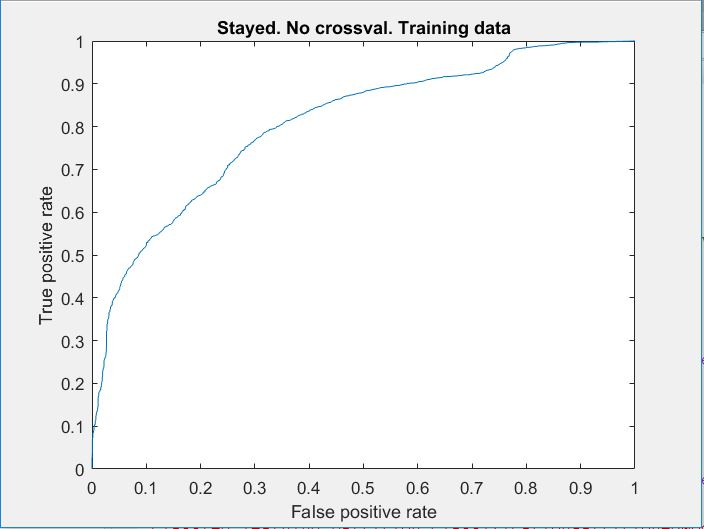 Stayed. No crossval. Training data
1
0.9
0.8
0.7
0.6
0.5
0.4
0.3
0.2
0.1
0
True positive rate
0 0.1 0.2 0.3 0.4 0.5 0.6 0.7 0.8 0.9 1
False positive rate